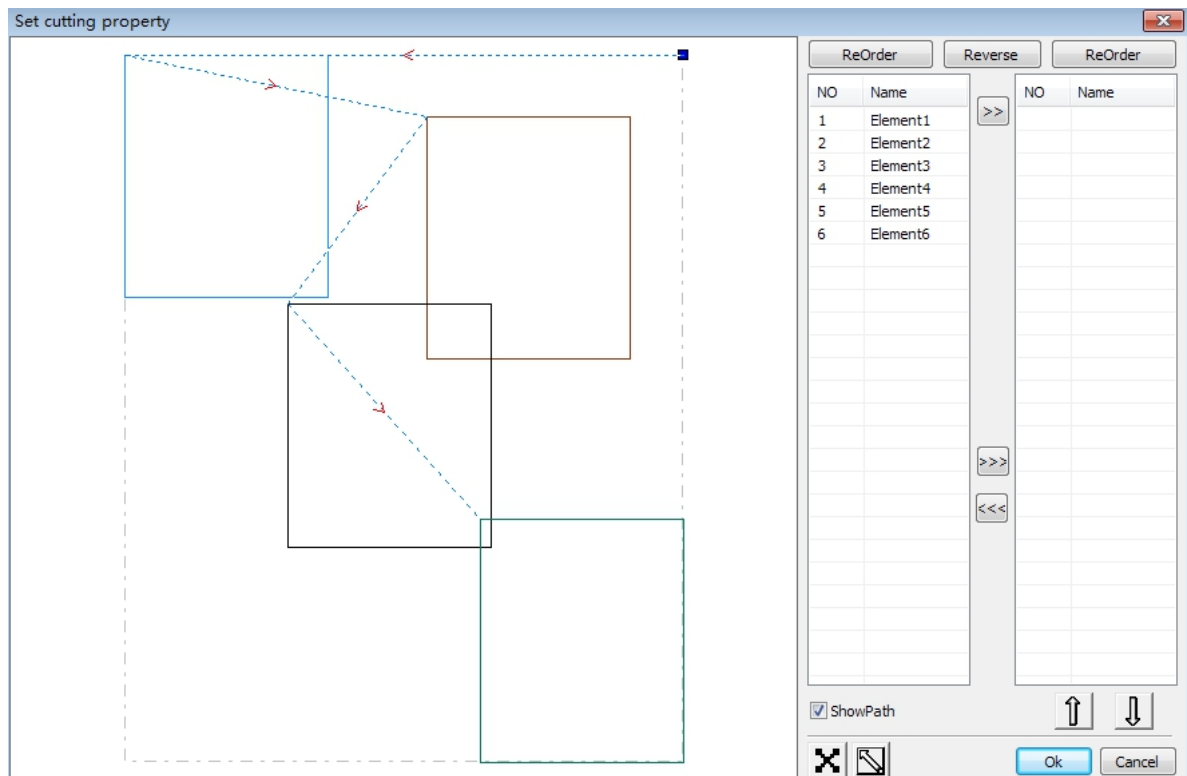 Set cutting property
ReOrder Reverse ReOrder
NO Name >> NO Name
1 Element1
2 Element2
3 Element3
4 Element4
5 Element5
6 Element6
>>>
<<<
ShowPath
Ok Cancel